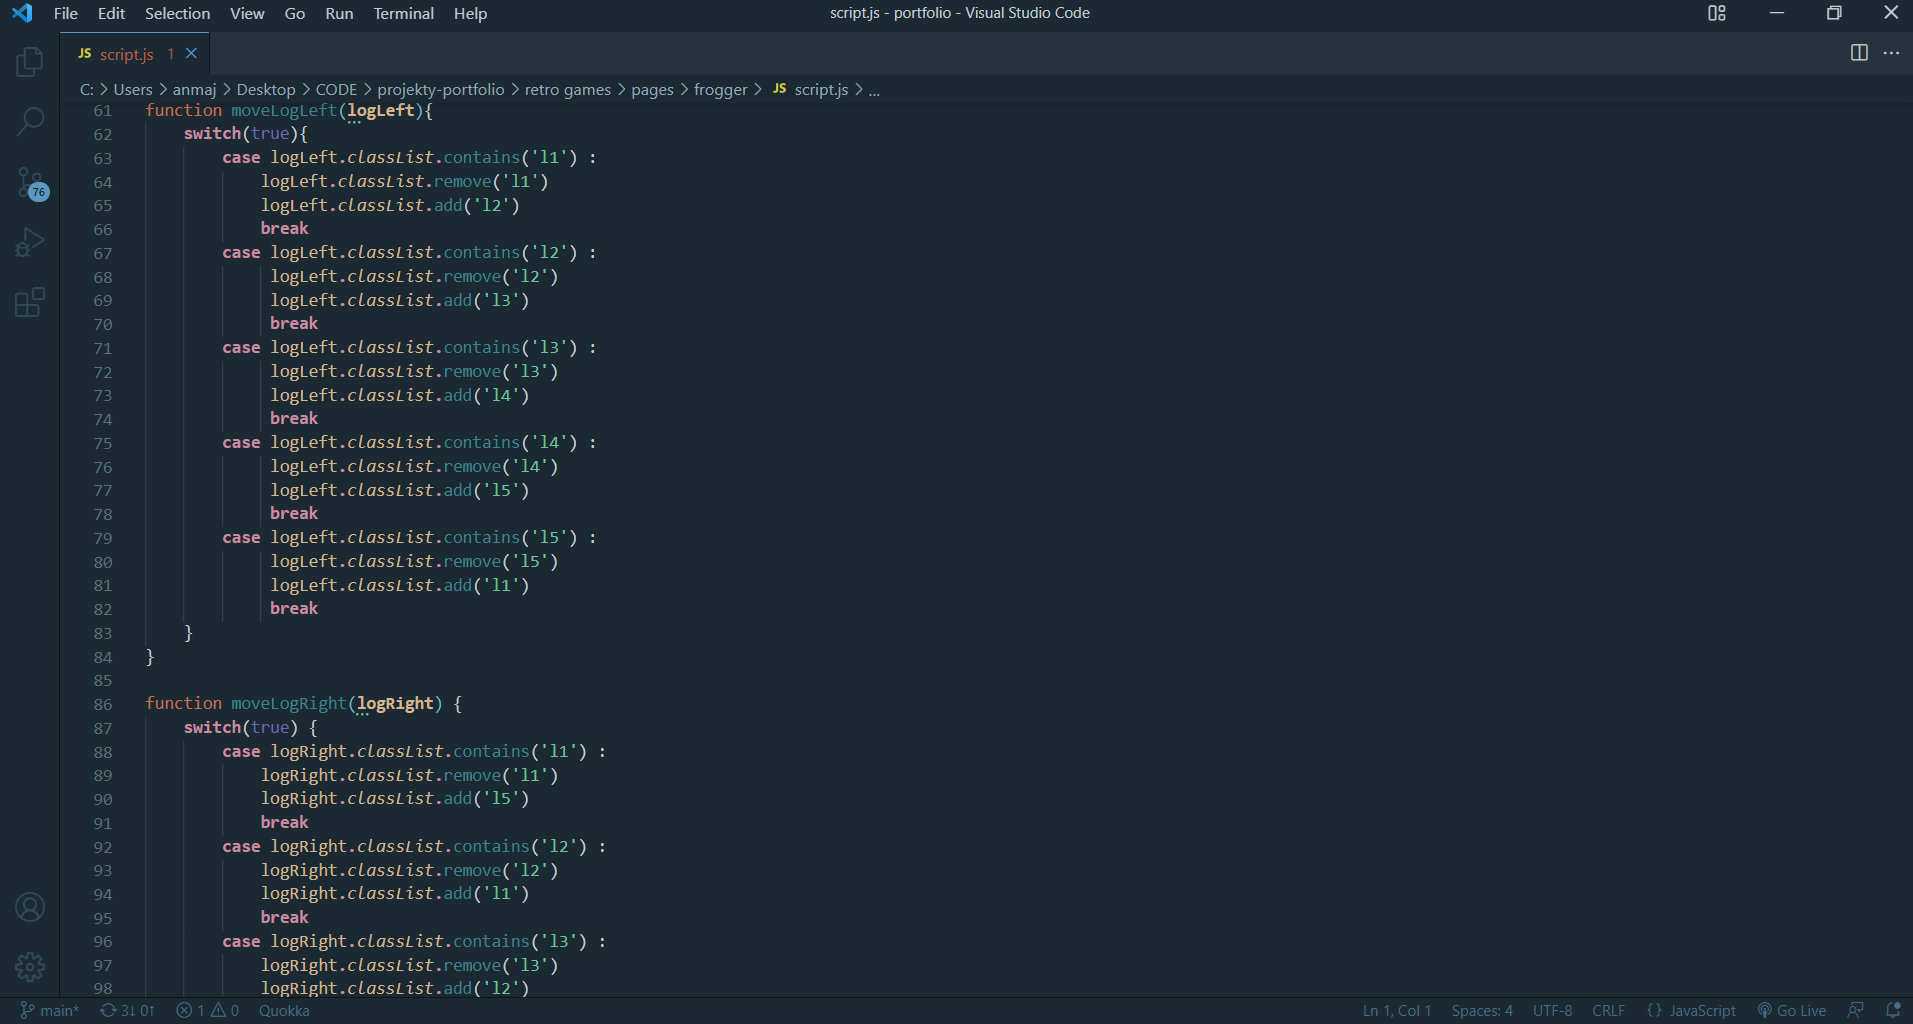 File Edit Selection View Go Run Terminal Help script.js - portfolio - Visual Studio Code
JS script.js 1
C: > Users > anmaj > Desktop > CODE > projekty-portfolio > retro games > pages > frogger > JS script.js > ...
61 function moveLogLeft(logLeft){
62 switch(true){
63 case logLeft.classList.contains('l1') :
64 logLeft.classList.remove('l1')
65 logLeft.classList.add('l2')
66 break
67 case logLeft.classList.contains('l2') :
68 logLeft.classList.remove('l2')
69 logLeft.classList.add('l3')
70 break
71 case logLeft.classList.contains('l3') :
72 logLeft.classList.remove('l3')
73 logLeft.classList.add('l4')
74 break
75 case logLeft.classList.contains('l4') :
76 logLeft.classList.remove('l4')
77 logLeft.classList.add('l5')
78 break
79 case logLeft.classList.contains('l5') :
80 logLeft.classList.remove('l5')
81 logLeft.classList.add('l1')
82 break
83 }
84 }
85
86 function moveLogRight(logRight) {
87 switch(true) {
88 case logRight.classList.contains('l1') :
89 logRight.classList.remove('l1')
90 logRight.classList.add('l5')
91 break
92 case logRight.classList.contains('l2') :
93 logRight.classList.remove('l2')
94 logRight.classList.add('l1')
95 break
96 case logRight.classList.contains('l3') :
97 logRight.classList.remove('l3')
98 logRight.classList.add('l2')
76
main* 3↓ 0↑ 1 0 Quokka Ln 1, Col 1 Spaces: 4 UTF-8 CRLF {} JavaScript Go Live